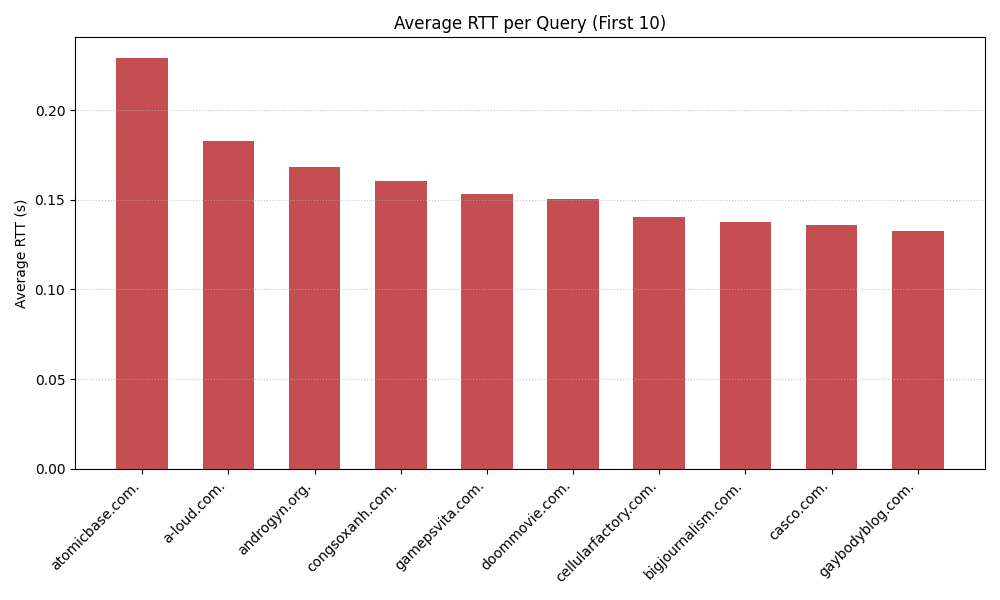 Average RTT per Query (First 10)
Average RTT (s)
0.20
0.15
0.10
0.05
0.00
atomicbase.com.
a-loud.com.
androgyn.org.
congsoxanh.com.
gamepsvita.com.
doommovie.com.
cellularfactory.com.
bigjournalism.com.
casco.com.
gaybodyblog.com.